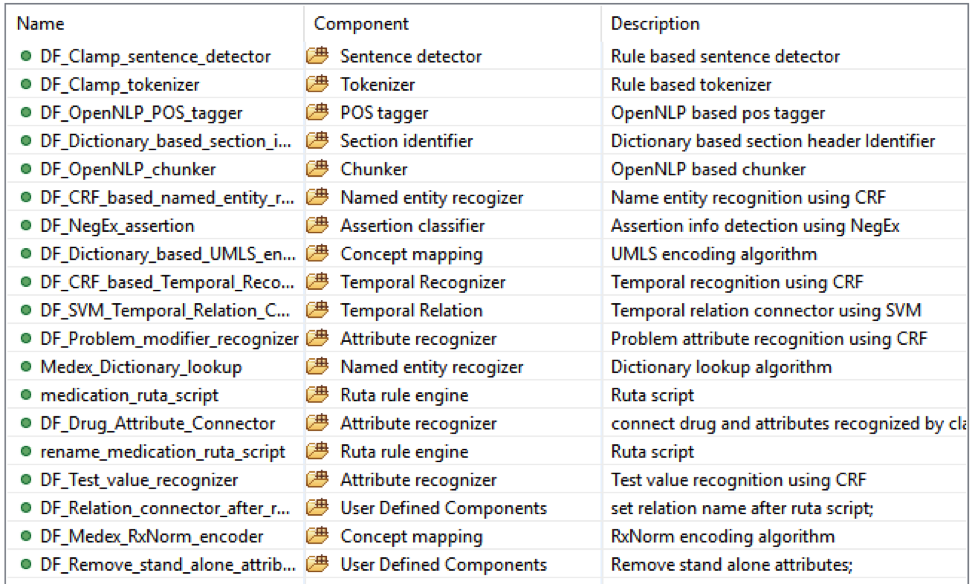 Name Component Description
DF_Clamp_sentence_detector Sentence detector Rule based sentence detector
DF_Clamp_tokenizer Tokenizer Rule based tokenizer
DF_OpenNLP_POS_tagger POS tagger OpenNLP based pos tagger
DF_Dictionary_based_section_i... Section identifier Dictionary based section header Identifier
DF_OpenNLP_chunker Chunker OpenNLP based chunker
DF_CRF_based_named_entity_r... Named entity recogizer Name entity recognition using CRF
DF_NegEx_assertion Assertion classifier Assertion info detection using NegEx
DF_Dictionary_based_UMLS_en... Concept mapping UMLS encoding algorithm
DF_CRF_based_Temporal_Reco... Temporal Recognizer Temporal recognition using CRF
DF_SVM_Temporal_Relation_C... Temporal Relation Temporal relation connector using SVM
DF_Problem_modifier_recognizer Attribute recognizer Problem attribute recognition using CRF
Medex_Dictionary_lookup Named entity recogizer Dictionary lookup algorithm
medication_ruta_script Ruta rule engine Ruta script
DF_Drug_Attribute_Connector Attribute recognizer connect drug and attributes recognized by cla
rename_medication_ruta_script Ruta rule engine Ruta script
DF_Test_value_recognizer Attribute recognizer Test value recognition using CRF
DF_Relation_connector_after_r... User Defined Components set relation name after ruta script;
DF_Medex_RxNorm_encoder Concept mapping RxNorm encoding algorithm
DF_Remove_stand_alone_attrib... User Defined Components Remove stand alone attributes;